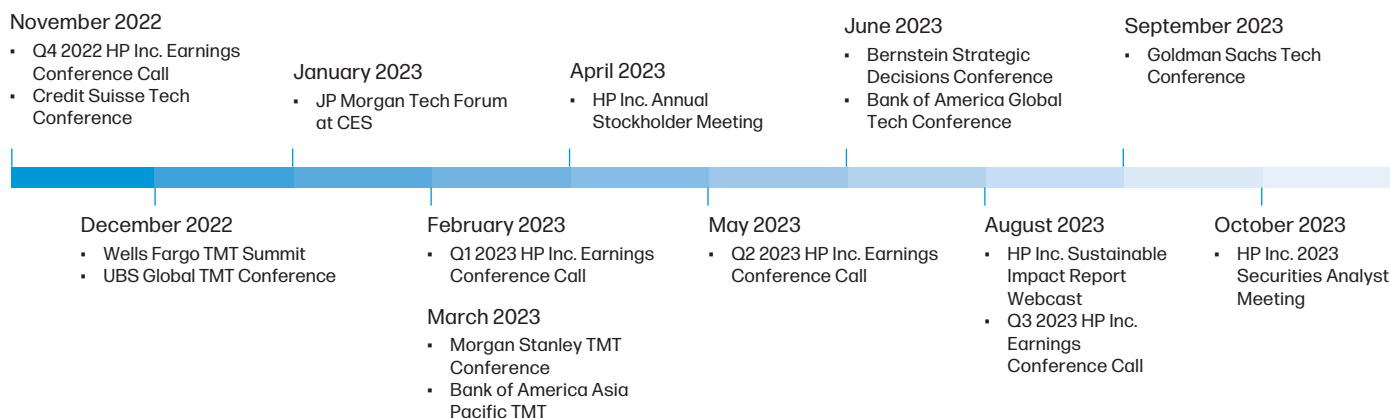 November 2022
▪ Q4 2022 HP Inc. Earnings
Conference Call
▪ Credit Suisse Tech
Conference
January 2023
▪ JP Morgan Tech Forum
at CES
April 2023
▪ HP Inc. Annual
Stockholder Meeting
June 2023
▪ Bernstein Strategic
Decisions Conference
▪ Bank of America Global
Tech Conference
September 2023
▪ Goldman Sachs Tech
Conference
December 2022
▪ Wells Fargo TMT Summit
▪ UBS Global TMT Conference
February 2023
▪ Q1 2023 HP Inc. Earnings
Conference Call
March 2023
▪ Morgan Stanley TMT
Conference
▪ Bank of America Asia
Pacific TMT
May 2023
▪ Q2 2023 HP Inc. Earnings
Conference Call
August 2023
▪ HP Inc. Sustainable
Impact Report
Webcast
▪ Q3 2023 HP Inc.
Earnings
Conference Call
October 2023
▪ HP Inc. 2023
Securities Analyst
Meeting